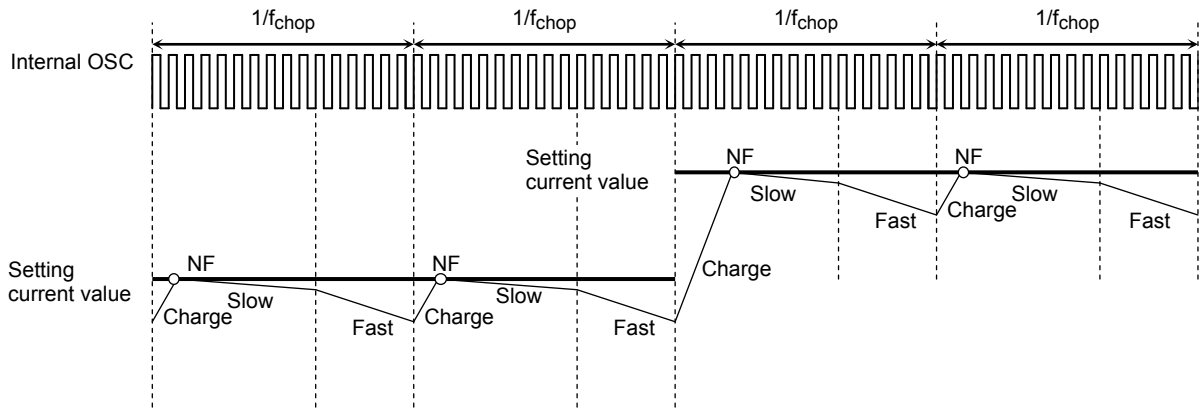 1/fchop 1/fchop 1/fchop 1/fchop
Internal OSC
Setting
current value
NF NF
Slow Slow
Fast Charge Fast
Charge
Setting
current value
NF NF
Slow Slow
Charge Fast Charge Fast